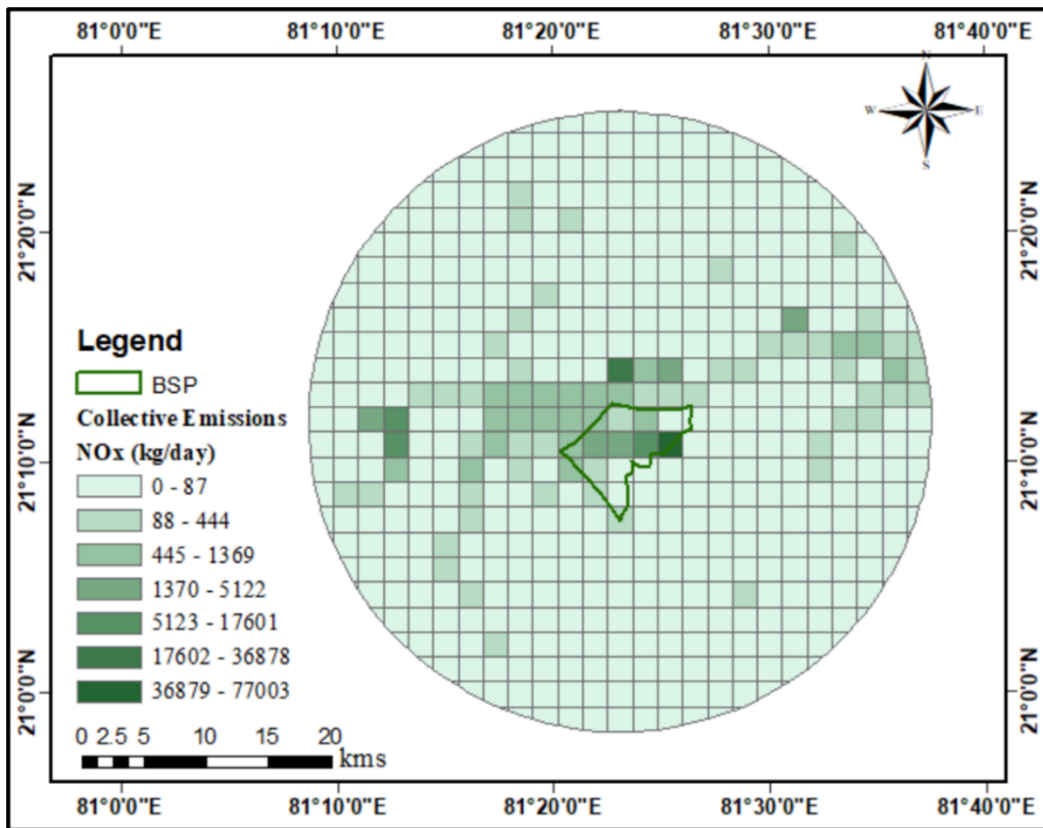 81°0'0"E 81°10'0"E 81°20'0"E 81°30'0"E 81°40'0"E
N
W E
S
21°20'0"N 21°20'0"N
Legend
BSP
Collective Emissions
NOx (kg/day)
0 - 87
88 - 444
445 - 1369
1370 - 5122
5123 - 17601
17602 - 36878
36879 - 77003
21°10'0"N 21°10'0"N
21°0'0"N 21°0'0"N
0 2.5 5 10 15 20
kms
81°0'0"E 81°10'0"E 81°20'0"E 81°30'0"E 81°40'0"E